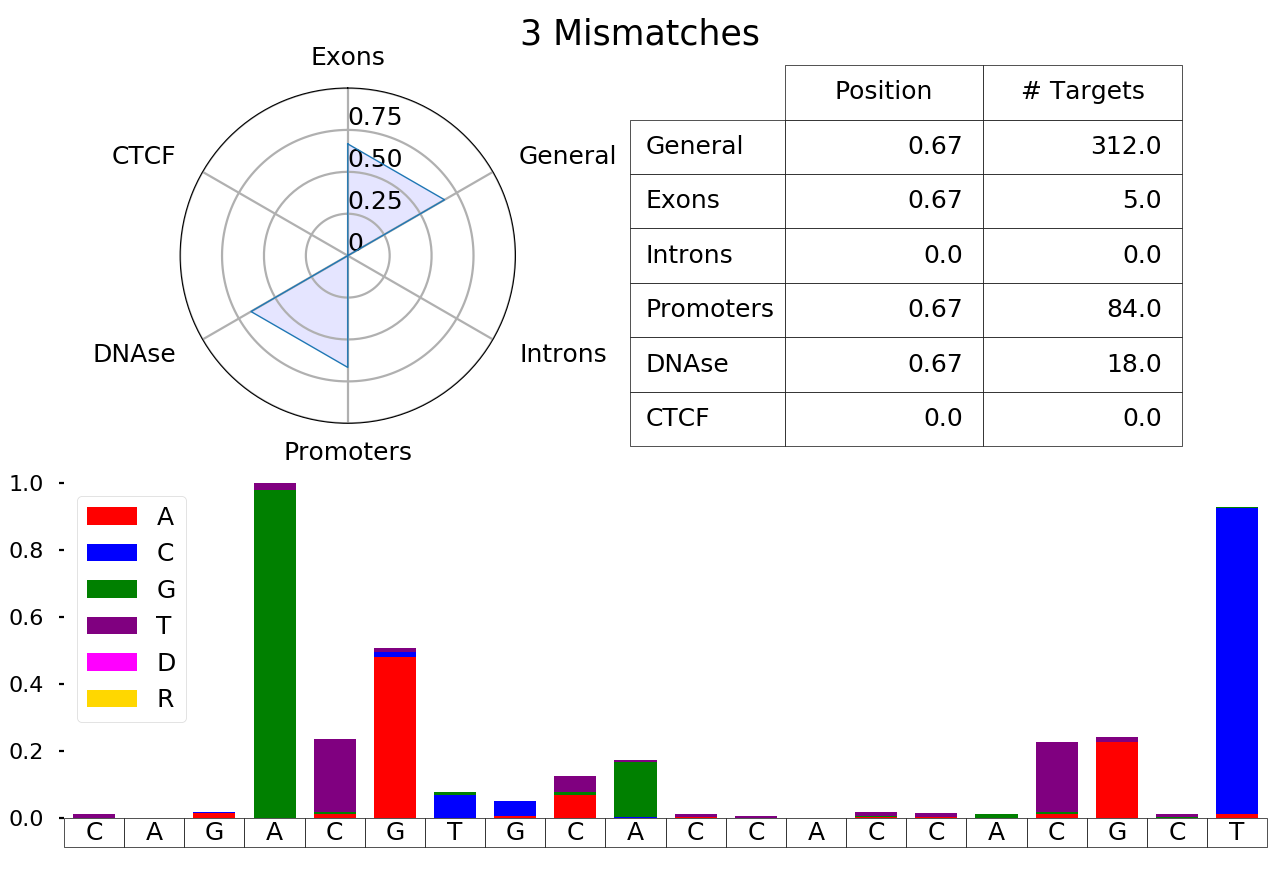 3 Mismatches
Exons
General
Introns
Promoters
DNAse
CTCF
0.75
0.50
0.25
0
Position # Targets
General 0.67 312.0
Exons 0.67 5.0
Introns 0.0 0.0
Promoters 0.67 84.0
DNAse 0.67 18.0
CTCF 0.0 0.0
1.0
0.8
0.6
0.4
0.2
0.0
A
C
G
T
D
R
C A G A C G T G C A C C A C C A C G C T